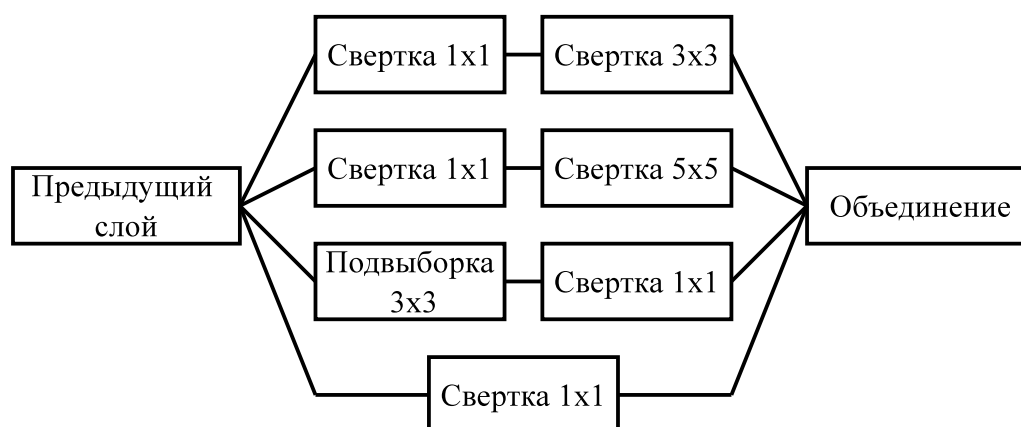 Свертка 1x1
Свертка 3x3
Свертка 1x1
Свертка 5x5
Предыдущий
слой
Объединение
Подвыборка
3x3
Свертка 1x1
Свертка 1x1